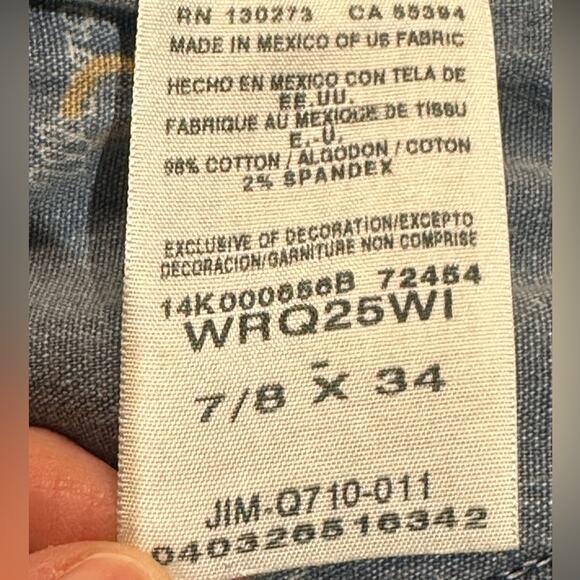 RN 130273 CA 55394
MADE IN MEXICO OF US FABRIC
HECHO EN MEXICO CON TELA DE
EE.UU.
FABRIQUE AU MEXIQUE DE TISSU
E.-U.
98% COTTON / ALGODON / COTON
2% SPANDEX
EXCLUSIVE OF DECORATION/EXCEPTO
DECORACION/GARNITURE NON COMPRISE
14K000656B 72454
WRQ25WI
7/8 X 34
JIM-Q710-011
040326516342